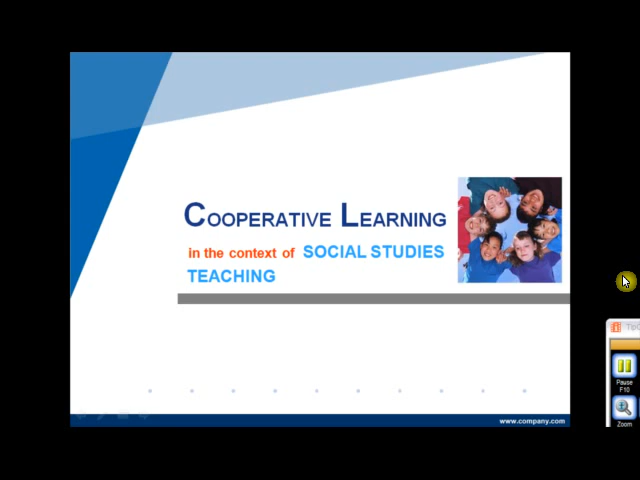 COOPERATIVE LEARNING
in the context of SOCIAL STUDIES
TEACHING
www.company.com
Pause
F10
Zoom